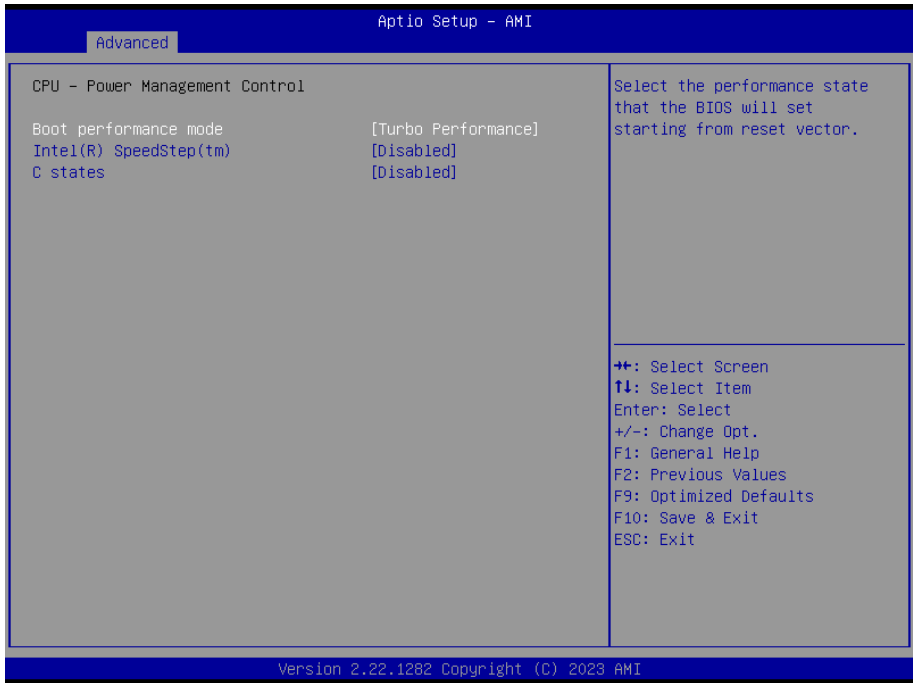 Aptio Setup – AMI
Advanced
CPU – Power Management Control
Boot performance mode [Turbo Performance]
Intel(R) SpeedStep(tm) [Disabled]
C states [Disabled]
Select the performance state
that the BIOS will set
starting from reset vector.
→←: Select Screen
↑↓: Select Item
Enter: Select
+/-: Change Opt.
F1: General Help
F2: Previous Values
F9: Optimized Defaults
F10: Save & Exit
ESC: Exit
Version 2.22.1282 Copyright (C) 2023 AMI